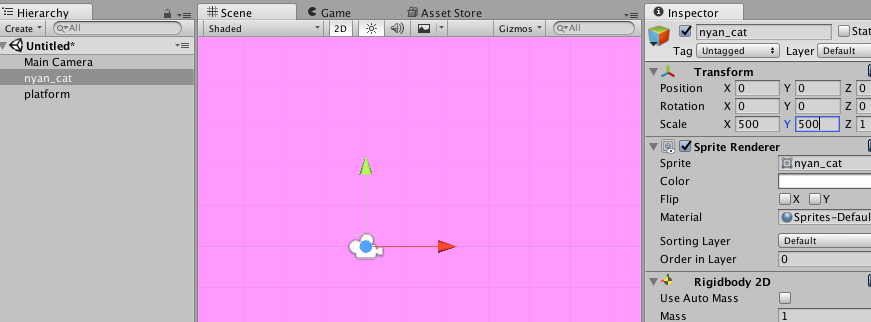 Hierarchy
Create All
Untitled*
Main Camera
nyan_cat
platform
Scene Game Asset Store
Shaded 2D Gizmos All
Inspector
nyan_cat Stat
Tag Untagged Layer Default
Transform
Position X 0 Y 0 Z 0
Rotation X 0 Y 0 Z 0
Scale X 500 Y 500 Z 1
Sprite Renderer
Sprite nyan_cat
Color
Flip X Y
Material Sprites-Defaul
Sorting Layer Default
Order in Layer 0
Rigidbody 2D
Use Auto Mass
Mass 1